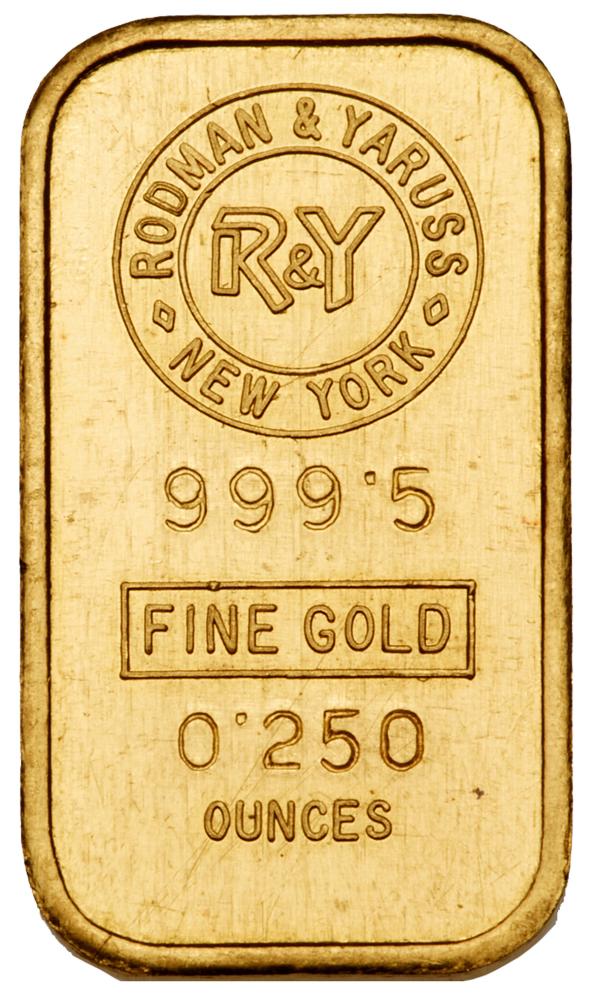 RODMAN & YARUSS
R&Y
NEW YORK
999·5
FINE GOLD
0·250
OUNCES